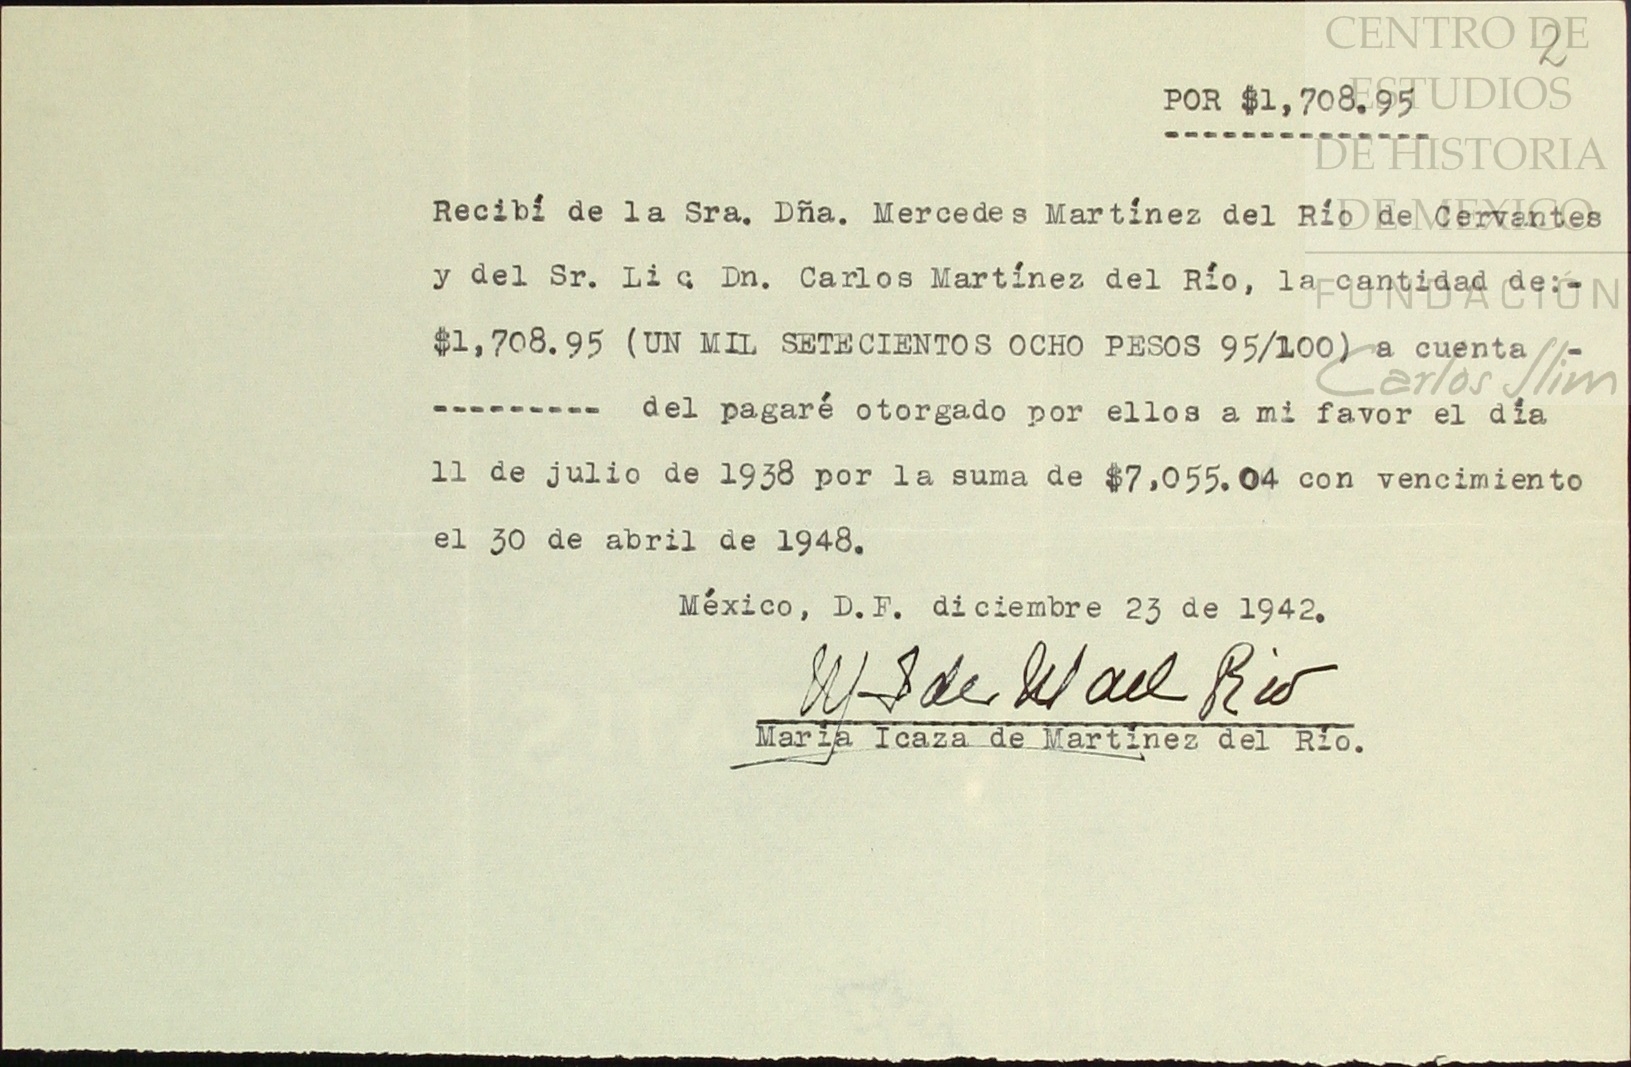 CENTRO DE
2
ESTUDIOS
POR $1,708.95
--------------
DE HISTORIA
DE MÉXICO
Recibí de la Sra. Dña. Mercedes Martínez del Río de Cervantes
y del Sr. Lic. Dn. Carlos Martínez del Río, la cantidad de:-
FUNDACIÓN
$1,708.95 (UN MIL SETECIENTOS OCHO PESOS 95/100) a cuenta -
Carlos Slim
--------- del pagaré otorgado por ellos a mi favor el día
11 de julio de 1938 por la suma de $7,055.04 con vencimiento
el 30 de abril de 1948.
México, D.F. diciembre 23 de 1942.
M I de M del Rio
María Icaza de Martínez del Río.